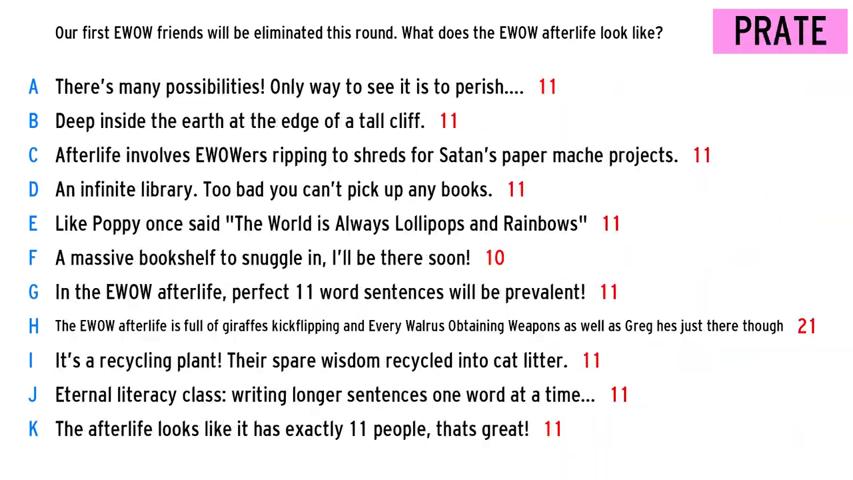 Our first EWOW friends will be eliminated this round. What does the EWOW afterlife look like?
PRATE
A There's many possibilities! Only way to see it is to perish.... 11
B Deep inside the earth at the edge of a tall cliff. 11
C Afterlife involves EWOWers ripping to shreds for Satan's paper mache projects. 11
D An infinite library. Too bad you can't pick up any books. 11
E Like Poppy once said "The World is Always Lollipops and Rainbows" 11
F A massive bookshelf to snuggle in, I'll be there soon! 10
G In the EWOW afterlife, perfect 11 word sentences will be prevalent! 11
H The EWOW afterlife is full of giraffes kickflipping and Every Walrus Obtaining Weapons as well as Greg hes just there though 21
I It's a recycling plant! Their spare wisdom recycled into cat litter. 11
J Eternal literacy class: writing longer sentences one word at a time... 11
K The afterlife looks like it has exactly 11 people, thats great! 11